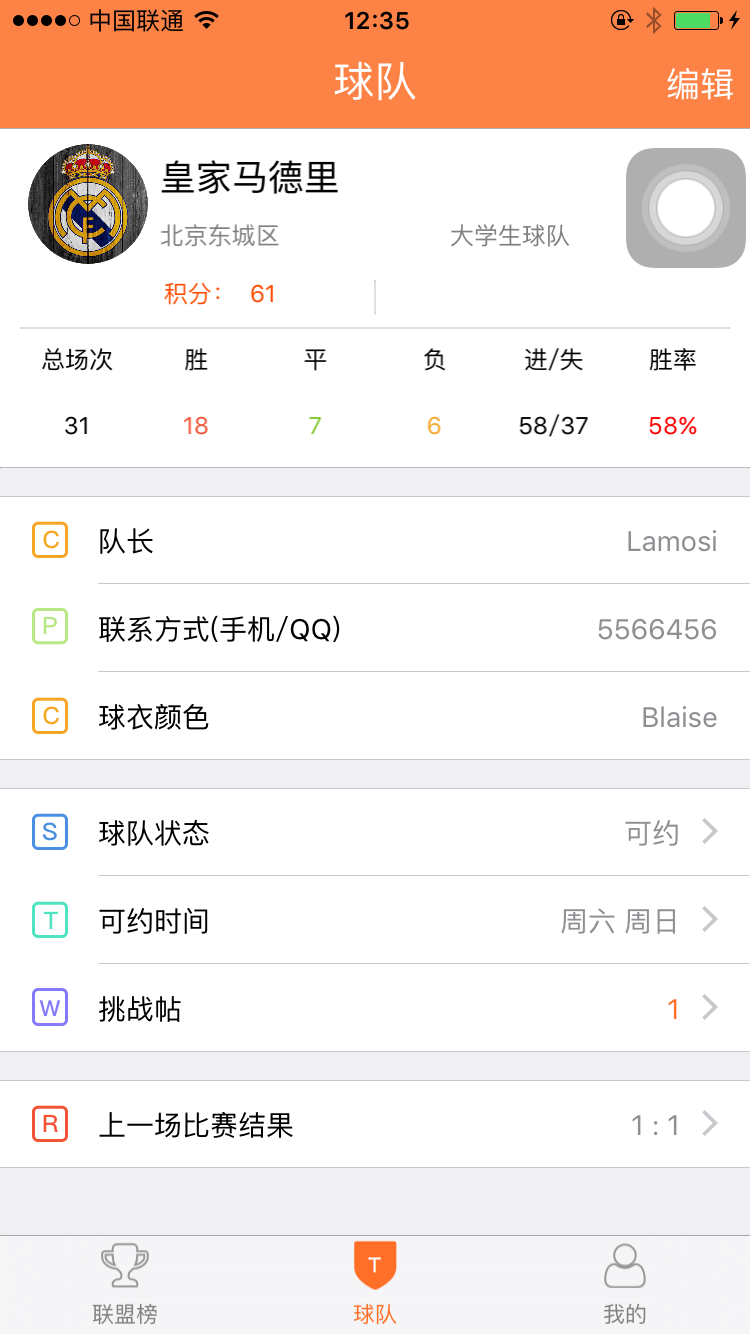 中国联通 12:35
球队 编辑
皇家马德里
北京东城区 大学生球队
积分： 61
总场次 胜 平 负 进/失 胜率
31 18 7 6 58/37 58%
C 队长 Lamosi
P 联系方式(手机/QQ) 5566456
C 球衣颜色 Blaise
S 球队状态 可约
T 可约时间 周六 周日
W 挑战帖 1
R 上一场比赛结果 1 : 1
T
联盟榜 球队 我的